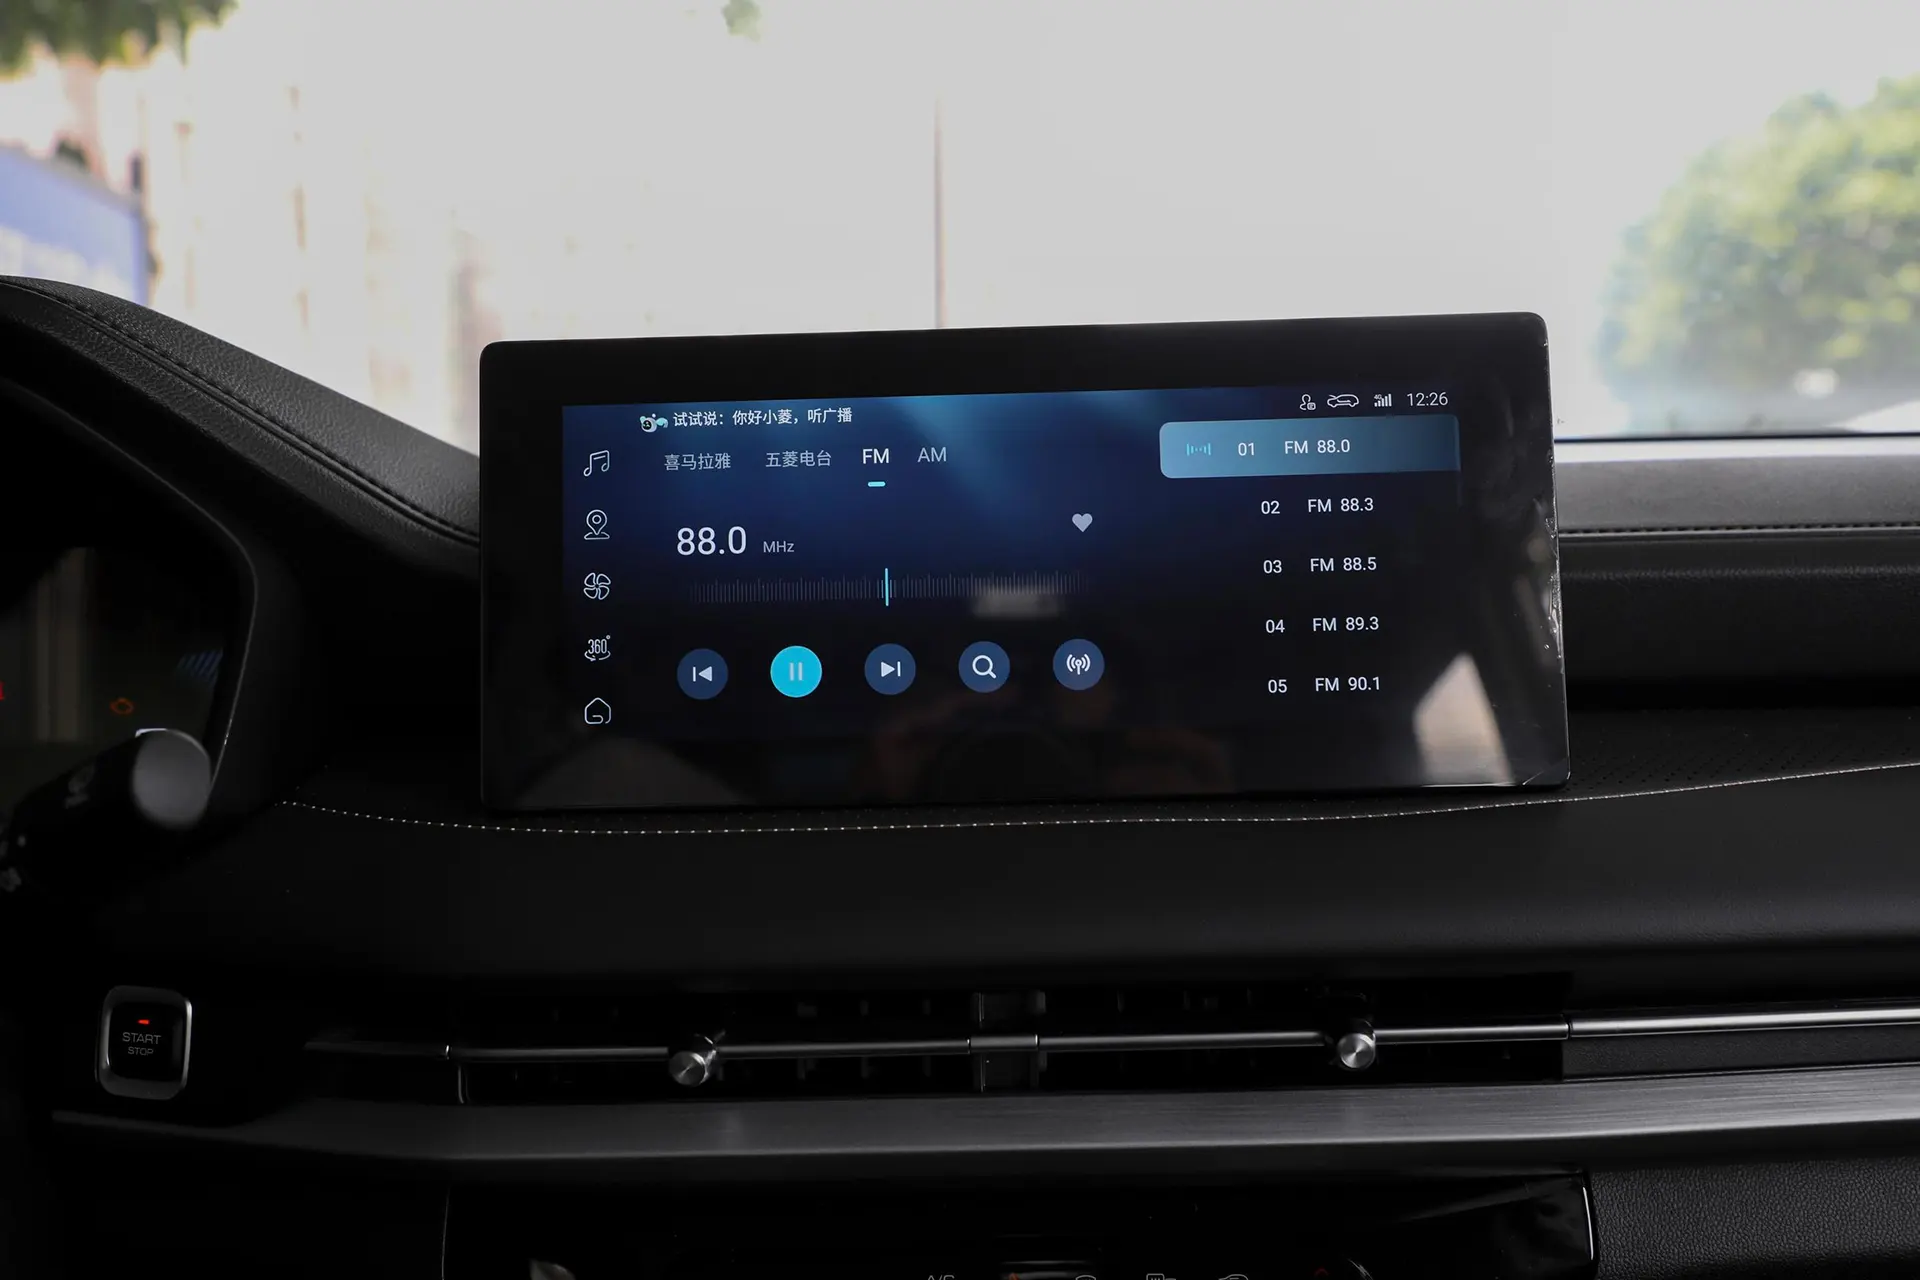 试试说：你好小菱，听广播
4G
12:26
喜马拉雅 五菱电台 FM AM
88.0 MHz
360°
01 FM 88.0
02 FM 88.3
03 FM 88.5
04 FM 89.3
05 FM 90.1
START
STOP
A/C